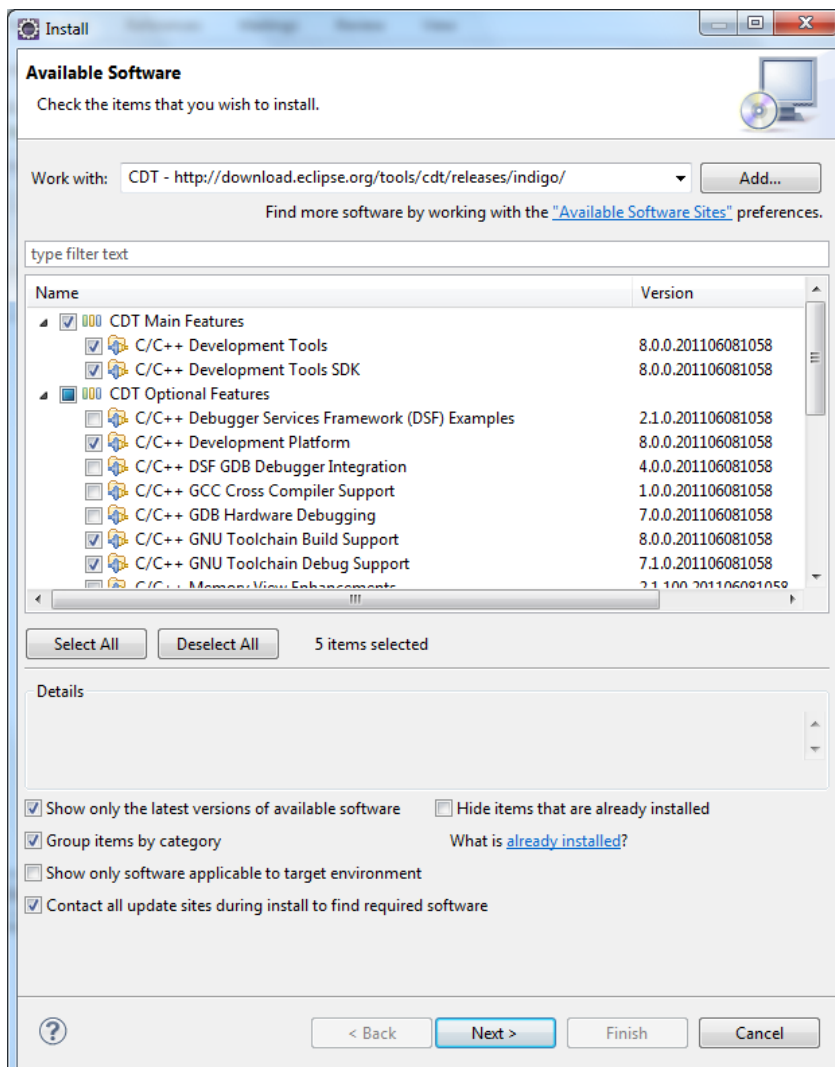 Install
Available Software
Check the items that you wish to install.
Work with: CDT - http://download.eclipse.org/tools/cdt/releases/indigo/ Add...
Find more software by working with the "Available Software Sites" preferences.
type filter text
Name Version
CDT Main Features
C/C++ Development Tools 8.0.0.201106081058
C/C++ Development Tools SDK 8.0.0.201106081058
CDT Optional Features
C/C++ Debugger Services Framework (DSF) Examples 2.1.0.201106081058
C/C++ Development Platform 8.0.0.201106081058
C/C++ DSF GDB Debugger Integration 4.0.0.201106081058
C/C++ GCC Cross Compiler Support 1.0.0.201106081058
C/C++ GDB Hardware Debugging 7.0.0.201106081058
C/C++ GNU Toolchain Build Support 8.0.0.201106081058
C/C++ GNU Toolchain Debug Support 7.1.0.201106081058
C/C++ Memory View Enhancements 2.1.100.201106081058
Select All Deselect All 5 items selected
Details
Show only the latest versions of available software Hide items that are already installed
Group items by category What is already installed?
Show only software applicable to target environment
Contact all update sites during install to find required software
< Back Next > Finish Cancel